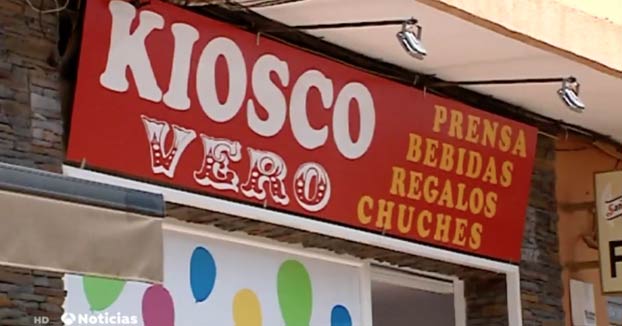 KIOSCO
VERO
PRENSA
BEBIDAS
REGALOS
CHUCHES
HD
Noticias